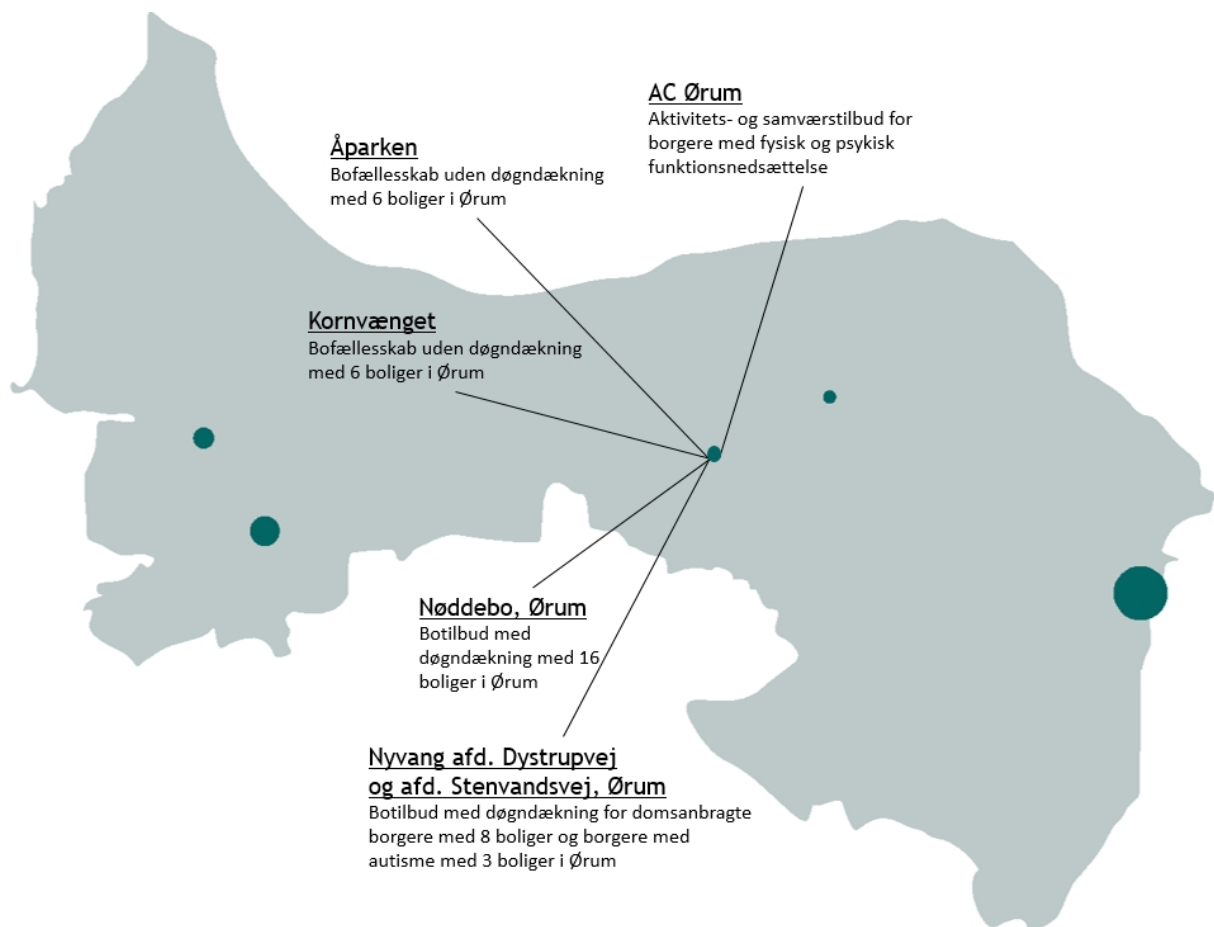 AC Ørum
Aktivitets- og samværstilbud for
borgere med fysisk og psykisk
funktionsnedsættelse
Åparken
Bofællesskab uden døgndækning
med 6 boliger i Ørum
Kornvænget
Bofællesskab uden døgndækning
med 6 boliger i Ørum
Nøddebo, Ørum
Botilbud med
døgndækning med 16
boliger i Ørum
Nyvang afd. Dystrupvej
og afd. Stenvandsvej, Ørum
Botilbud med døgndækning for domsanbragte
borgere med 8 boliger og borgere med
autisme med 3 boliger i Ørum